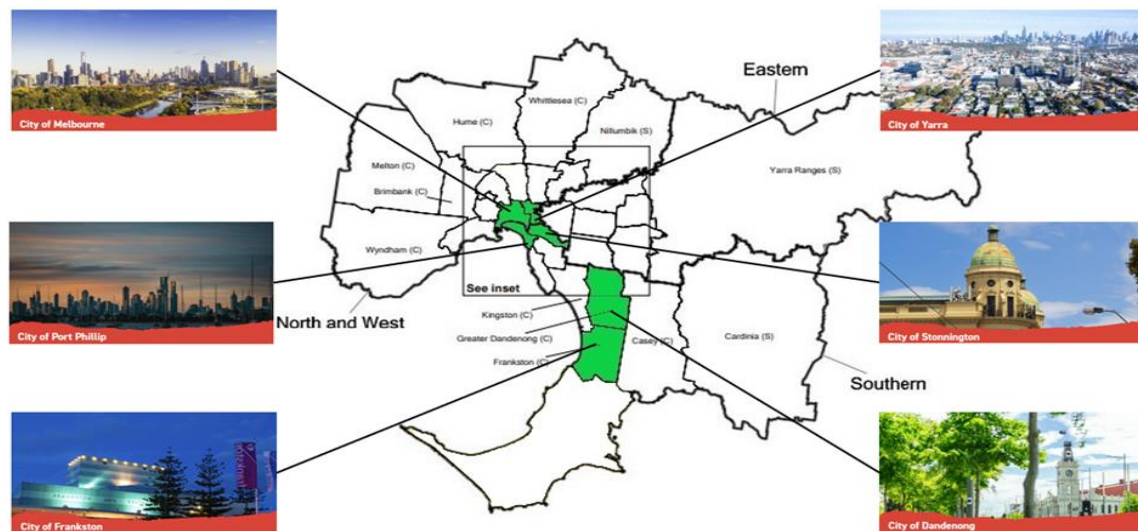 City of Melbourne
City of Yarra
Eastern
Whittlesea (C)
Hume (C)
Nillumbik (S)
Melton (C)
Brimbank (C)
Yarra Ranges (S)
Wyndham (C)
See inset
North and West
Kingston (C)
Greater Dandenong (C)
Frankston (C)
Casey (C)
Cardinia (S)
Southern
City of Port Phillip
City of Stonnington
City of Frankston
City of Dandenong